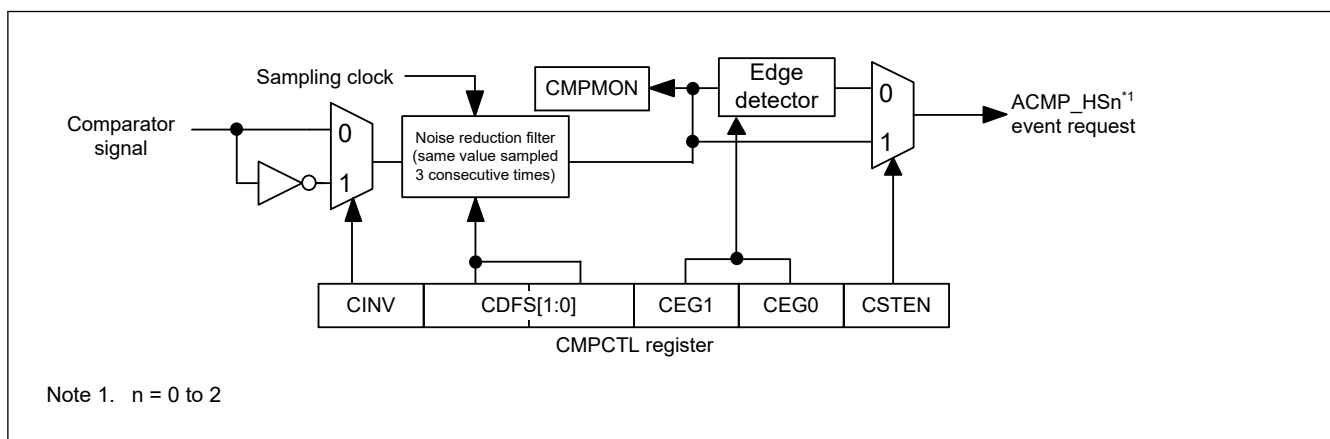 Sampling clock
Comparator
signal
0
1
Noise reduction filter
(same value sampled
3 consecutive times)
CMPMON
Edge
detector
0
1
ACMP_HSn*1
event request
CINV
CDFS[1:0]
CEG1
CEG0
CSTEN
CMPCTL register
Note 1. n = 0 to 2